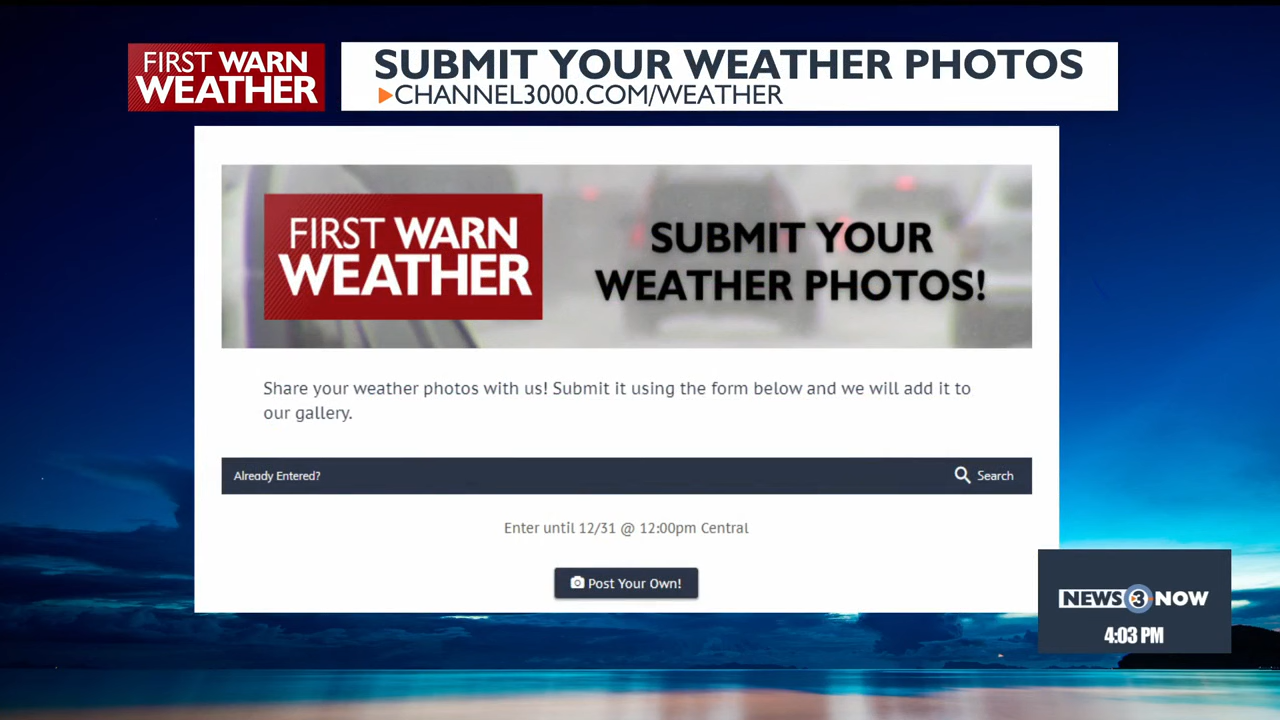 FIRST WARN
WEATHER
SUBMIT YOUR WEATHER PHOTOS
CHANNEL3000.COM/WEATHER
FIRST WARN
WEATHER
SUBMIT YOUR
WEATHER PHOTOS!
Share your weather photos with us! Submit it using the form below and we will add it to
our gallery.
Already Entered?
Search
Enter until 12/31 @ 12:00pm Central
Post Your Own!
NEWS 3 NOW
4:03 PM